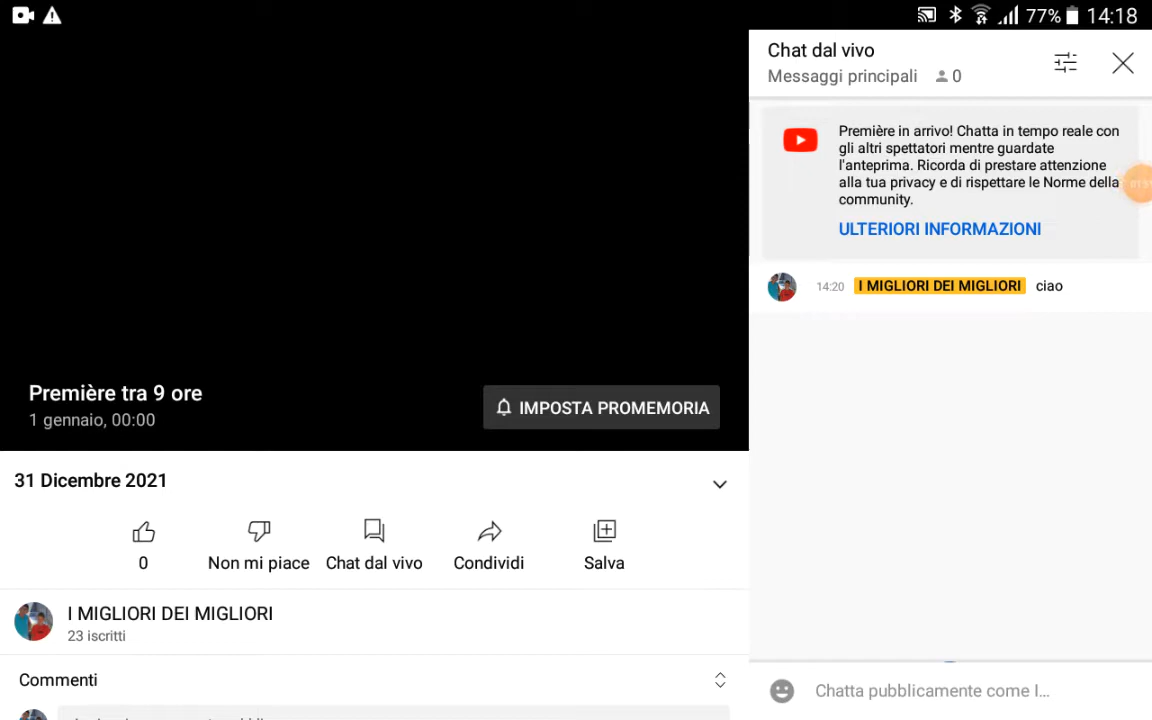 77% 14:18
Chat dal vivo
Messaggi principali 0
Première in arrivo! Chatta in tempo reale con
gli altri spettatori mentre guardate
l'anteprima. Ricorda di prestare attenzione
alla tua privacy e di rispettare le Norme della
community.
ULTERIORI INFORMAZIONI
14:20 I MIGLIORI DEI MIGLIORI ciao
Première tra 9 ore
1 gennaio, 00:00
IMPOSTA PROMEMORIA
31 Dicembre 2021
0 Non mi piace Chat dal vivo Condividi Salva
I MIGLIORI DEI MIGLIORI
23 iscritti
Commenti
Chatta pubblicamente come I...